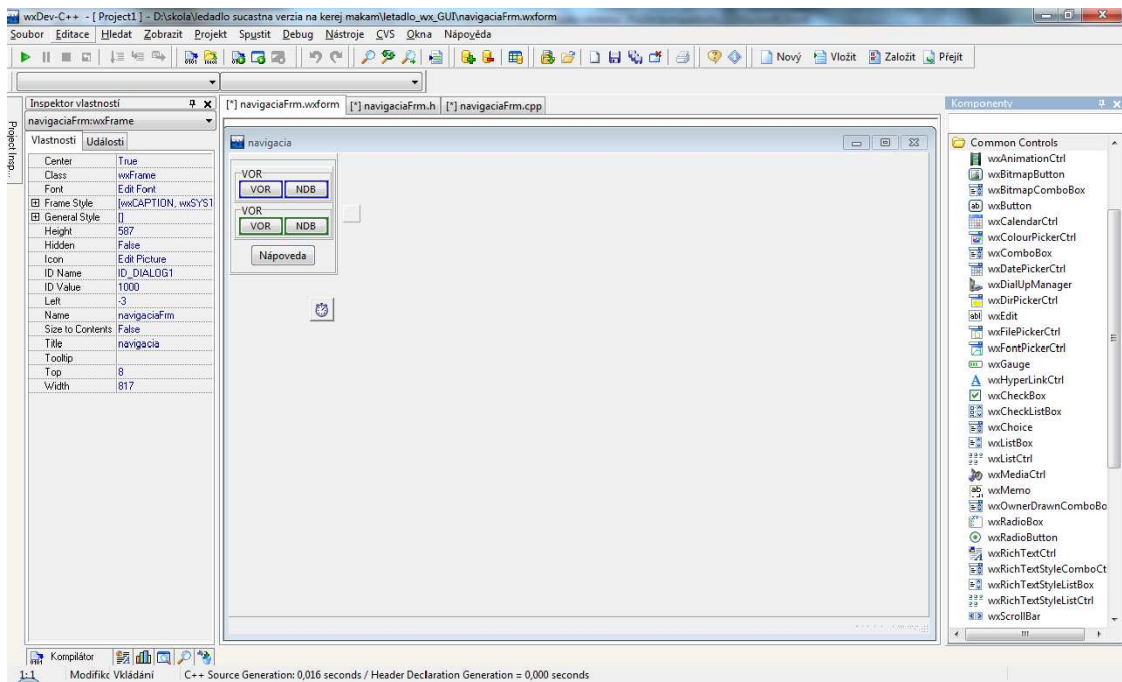 wxDev-C++ - [ Project1 ] - D:\skola\ledadlo sucastna verzia na kerej makam\letadlo_wx_GUI\navigaciaFrm.wxform
Soubor Editace Hledat Zobrazit Projekt Spustit Debug Nástroje CVS Okna Nápověda
Nový Vložit Založit Přejít
Project Insp...
Inspektor vlastností
navigaciaFrm:wxFrame
Vlastnosti Události
Center True
Class wxFrame
Font Edit Font
Frame Style [wxCAPTION, wxSYST
General Style []
Height 587
Hidden False
Icon Edit Picture
ID Name ID_DIALOG1
ID Value 1000
Left -3
Name navigaciaFrm
Size to Contents False
Title navigacia
Tooltip
Top 8
Width 817
[*] navigaciaFrm.wxform [*] navigaciaFrm.h [*] navigaciaFrm.cpp
navigacia
VOR
VOR NDB
VOR
VOR NDB
Nápoveda
Komponenty
Common Controls
wxAnimationCtrl
wxBitmapButton
wxBitmapComboBox
wxButton
wxCalendarCtrl
wxColourPickerCtrl
wxComboBox
wxDatePickerCtrl
wxDialUpManager
wxDirPickerCtrl
wxEdit
wxFilePickerCtrl
wxFontPickerCtrl
wxGauge
wxHyperLinkCtrl
wxCheckBox
wxCheckListBox
wxChoice
wxListBox
wxListCtrl
wxMediaCtrl
wxMemo
wxOwnerDrawnComboBo
wxRadioBox
wxRadioButton
wxRichTextCtrl
wxRichTextStyleComboCt
wxRichTextStyleListBox
wxRichTextStyleListCtrl
wxScrollBar
Kompilátor
1:1 Modifikc Vkládání C++ Source Generation: 0,016 seconds / Header Declaration Generation = 0,000 seconds